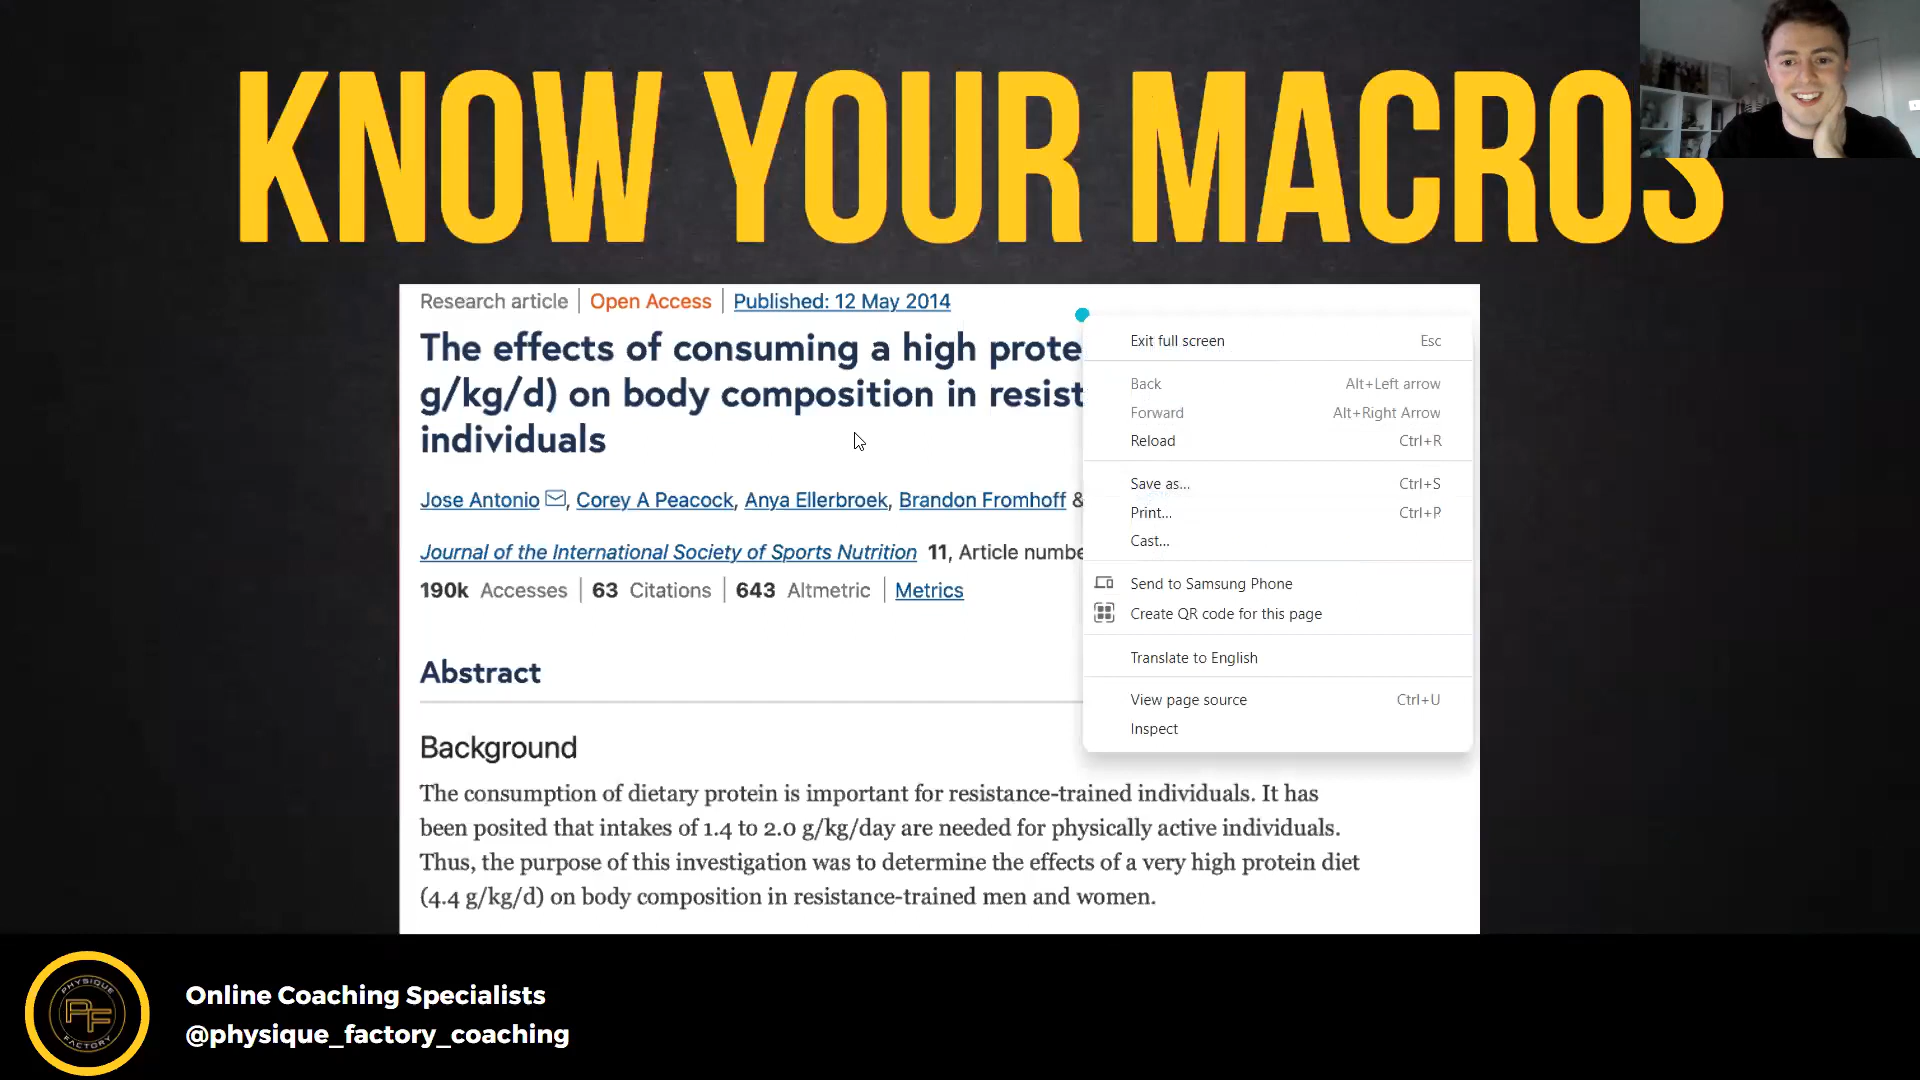 KNOW YOUR MACROS
Research article | Open Access | Published: 12 May 2014
The effects of consuming a high prote
g/kg/d) on body composition in resist
individuals
Jose Antonio, Corey A Peacock, Anya Ellerbroek, Brandon Fromhoff &
Journal of the International Society of Sports Nutrition 11, Article numbe
190k Accesses | 63 Citations | 643 Altmetric | Metrics
Abstract
Background
The consumption of dietary protein is important for resistance-trained individuals. It has
been posited that intakes of 1.4 to 2.0 g/kg/day are needed for physically active individuals.
Thus, the purpose of this investigation was to determine the effects of a very high protein diet
(4.4 g/kg/d) on body composition in resistance-trained men and women.
Exit full screen Esc
Back Alt+Left arrow
Forward Alt+Right Arrow
Reload Ctrl+R
Save as... Ctrl+S
Print... Ctrl+P
Cast...
Send to Samsung Phone
Create QR code for this page
Translate to English
View page source Ctrl+U
Inspect
PHYSIQUE
PF
FACTORY
Online Coaching Specialists
@physique_factory_coaching